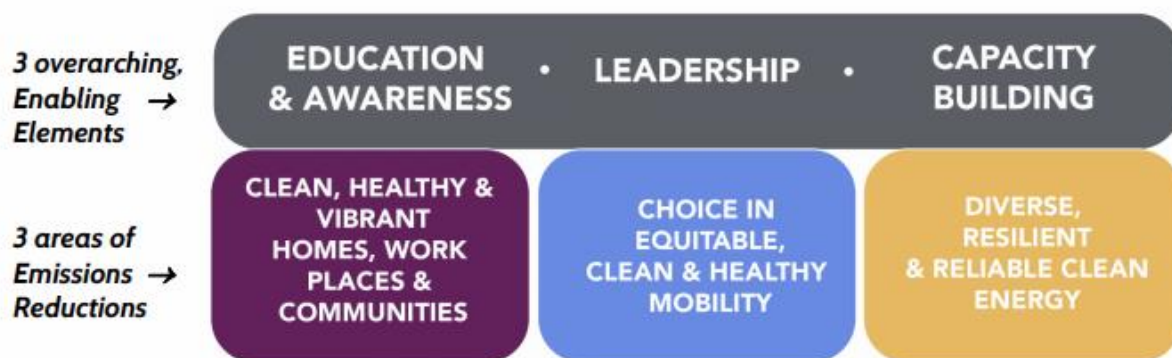 3 overarching,
Enabling →
Elements
EDUCATION
& AWARENESS
•
LEADERSHIP
•
CAPACITY
BUILDING
3 areas of
Emissions →
Reductions
CLEAN, HEALTHY &
VIBRANT
HOMES, WORK
PLACES &
COMMUNITIES
CHOICE IN
EQUITABLE,
CLEAN & HEALTHY
MOBILITY
DIVERSE,
RESILIENT
& RELIABLE CLEAN
ENERGY